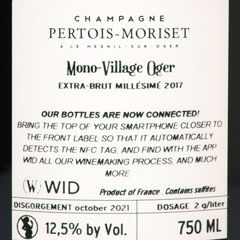 CHAMPAGNE
PERTOIS-MORISET
À LE MESNIL-SUR-OGER
Mono-Village Oger
EXTRA-BRUT MILLÉSIME 2017
OUR BOTTLES ARE NOW CONNECTED!
BRING THE TOP OF YOUR SMARTPHONE CLOSER TO
THE FRONT LABEL SO THAT IT AUTOMATICALLY
DETECTS THE NFC TAG, AND FIND WITH THE APP
WID ALL OUR WINEMAKING PROCESS, AND MUCH
MORE
(W) WID Product of France Contains sulfites
DISGORGEMENT october 2021 DOSAGE 2 g/liter
12,5% by Vol. 750 ML